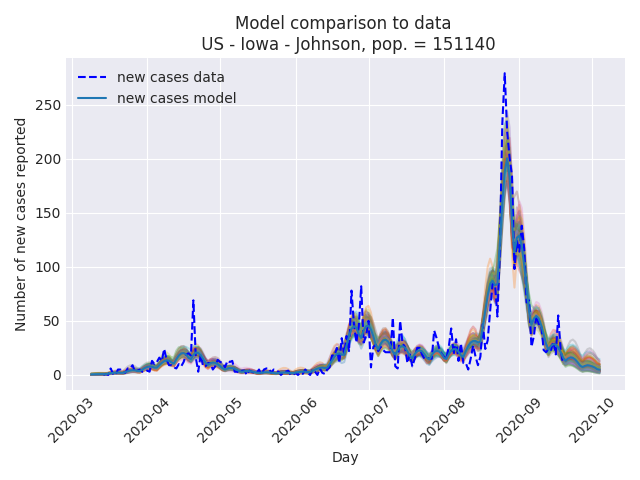 Model comparison to data
US - Iowa - Johnson, pop. = 151140
new cases data
new cases model
Number of new cases reported
250
200
150
100
50
0
2020-03
2020-04
2020-05
2020-06
2020-07
2020-08
2020-09
2020-10
Day